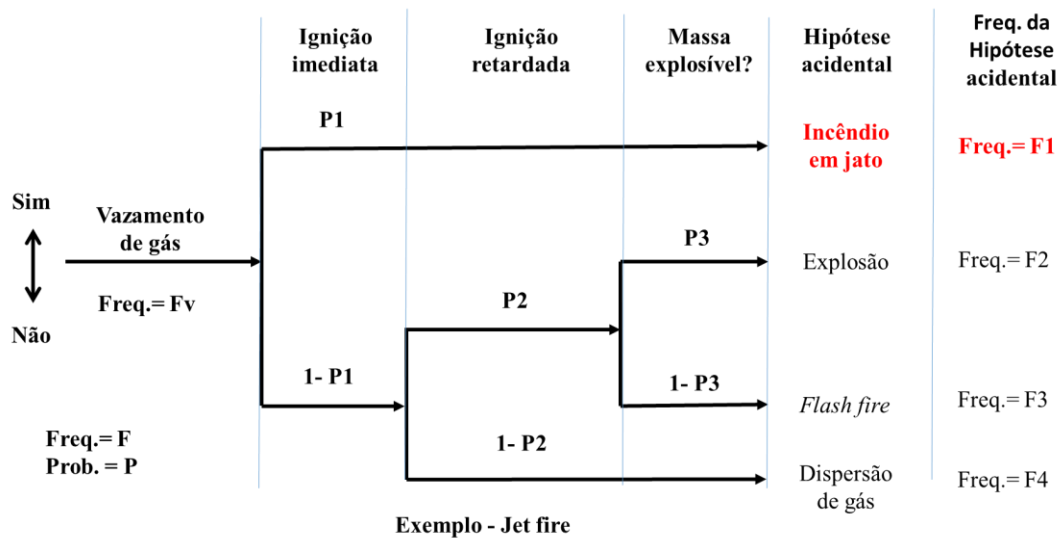 Ignição
imediata
Ignição
retardada
Massa
explosível?
Hipótese
acidental
Freq. da
Hipótese
acidental
P1
Incêndio
em jato
Freq.= F1
Sim
Vazamento
de gás
Freq.= Fv
Não
P3
Explosão
Freq.= F2
P2
1- P1
1- P3
Flash fire
Freq.= F3
Freq.= F
Prob. = P
1- P2
Dispersão
de gás
Freq.= F4
Exemplo - Jet fire